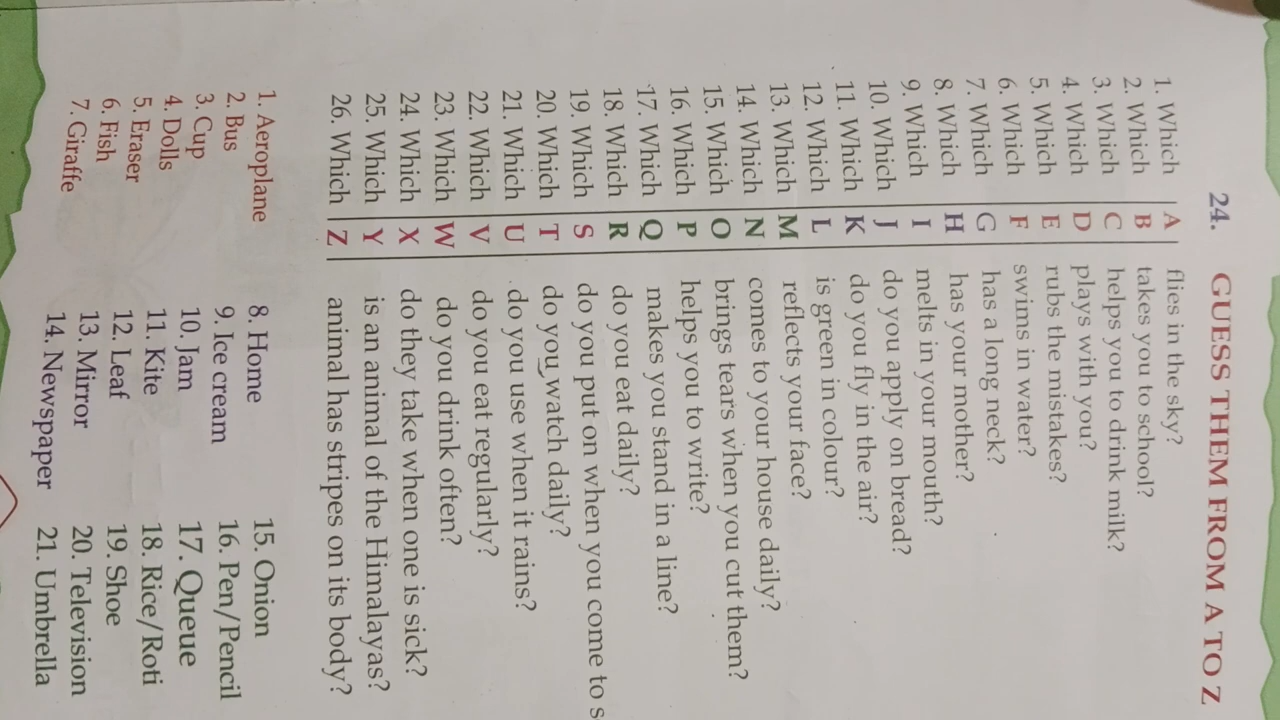 24. GUESS THEM FROM A TO Z
1. Which A flies in the sky?
2. Which B takes you to school?
3. Which C helps you to drink milk?
4. Which D plays with you?
5. Which E rubs the mistakes?
6. Which F swims in water?
7. Which G has a long neck?
8. Which H has your mother?
9. Which I melts in your mouth?
10. Which J do you apply on bread?
11. Which K do you fly in the air?
12. Which L is green in colour?
13. Which M reflects your face?
14. Which N comes to your house daily?
15. Which O brings tears when you cut them?
16. Which P helps you to write?
17. Which Q makes you stand in a line?
18. Which R do you eat daily?
19. Which S do you put on when you come to s
20. Which T do you watch daily?
21. Which U do you use when it rains?
22. Which V do you eat regularly?
23. Which W do you drink often?
24. Which X do they take when one is sick?
25. Which Y is an animal of the Himalayas?
26. Which Z animal has stripes on its body?
1. Aeroplane
2. Bus
3. Cup
4. Dolls
5. Eraser
6. Fish
7. Giraffe
8. Home
9. Ice cream
10. Jam
11. Kite
12. Leaf
13. Mirror
14. Newspaper
15. Onion
16. Pen/Pencil
17. Queue
18. Rice/Roti
19. Shoe
20. Television
21. Umbrella